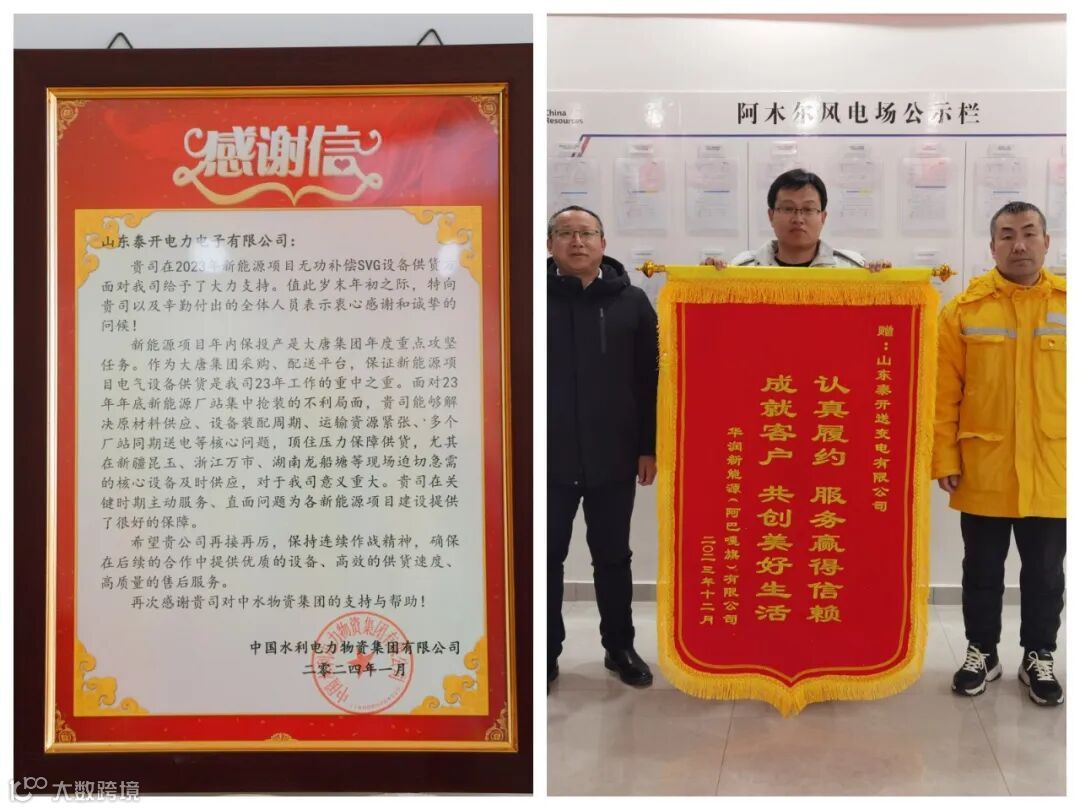 感谢信
山东泰开电力电子有限公司：
贵司在2023年新能源项目无功补偿SVG设备供货方
面对我司给予了大力支持。值此岁末年初之际，特向
贵司以及辛勤付出的全体人员表示衷心感谢和诚挚的
问候！
新能源项目年内保投产是大唐集团年度重点攻坚
任务。作为大唐集团采购、配送平台，保证新能源项
目电气设备供货是我司23年工作的重中之重。面对23
年年底新能源厂站集中抢装的不利局面，贵司能够解
决原材料供应、设备装配周期、运输资源紧张、多个
厂站同期送电等核心问题，顶住压力保障供货，尤其
在新疆昆玉、浙江万市、湖南龙船塘等现场迫切急需
的核心设备及时供应，对于我司意义重大。贵司在关
键时期主动服务、直面问题为各新能源项目建设提供
了很好的保障。
希望贵公司再接再厉，保持连续作战精神，确保
在后续的合作中提供优质的设备、高效的供货速度、
高质量的售后服务。
再次感谢贵司对中水物资集团的支持与帮助！
中国水利电力物资集团有限公司
二零二四年一月
China
Resources
阿木尔风电场公示栏
赠：山东泰开送变电有限公司
认真履约 服务赢得信赖
成就客户 共创美好生活
华润新能源（阿巴嘎旗）有限公司
二〇二三年十二月
大数跨境